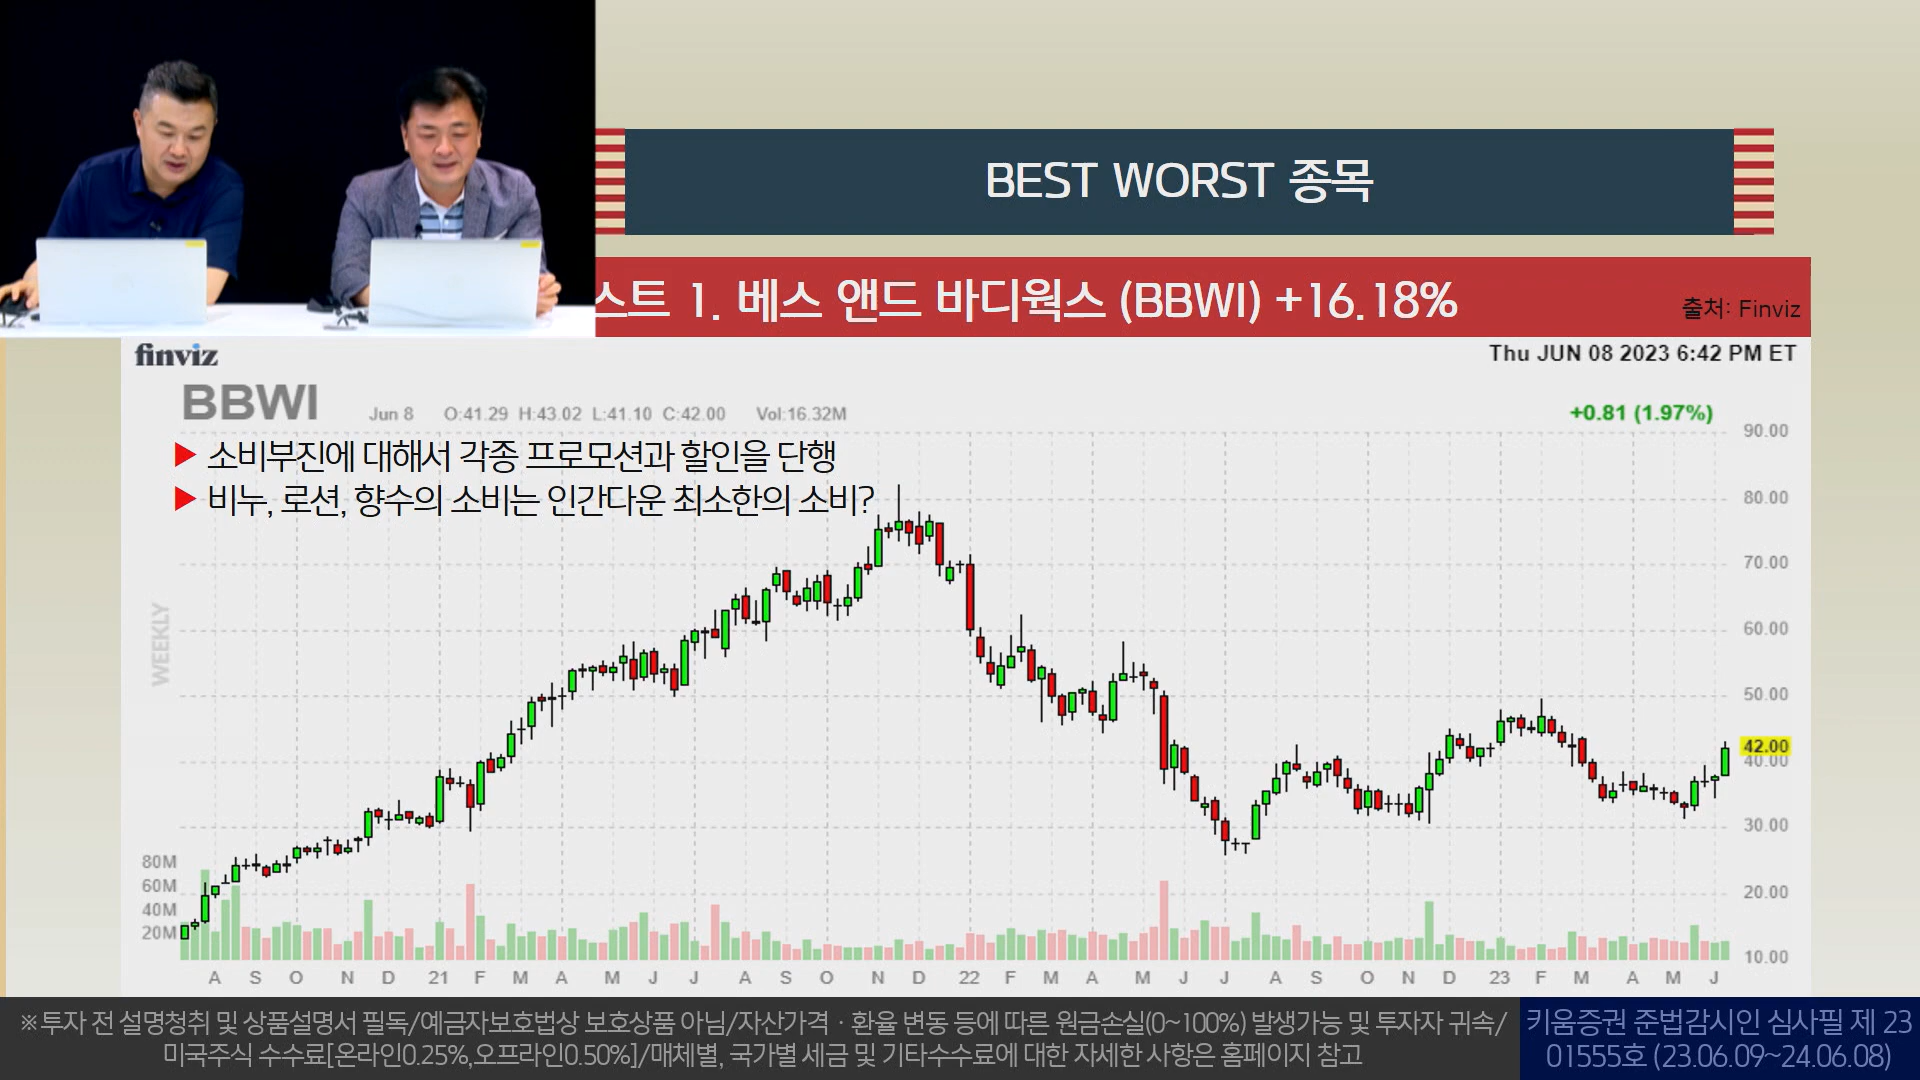 BEST WORST 종목
스트 1. 베스 앤드 바디웍스 (BBWI) +16.18%
출처: Finviz
finviz
Thu JUN 08 2023 6:42 PM ET
BBWI
Jun 8 O:41.29 H:43.02 L:41.10 C:42.00 Vol:16.32M
+0.81 (1.97%)
▶ 소비부진에 대해서 각종 프로모션과 할인을 단행
▶ 비누, 로션, 향수의 소비는 인간다운 최소한의 소비?
WEEKLY
90.00
80.00
70.00
60.00
50.00
42.00
40.00
30.00
20.00
10.00
80M
60M
40M
20M
A S O N D 21 F M A M J J A S O N D 22 F M A M J J A S O N D 23 F M A M J
※투자 전 설명청취 및 상품설명서 필독/예금자보호법상 보호상품 아님/자산가격 · 환율 변동 등에 따른 원금손실(0~100%) 발생가능 및 투자자 귀속/
미국주식 수수료[온라인0.25%,오프라인0.50%]/매체별, 국가별 세금 및 기타수수료에 대한 자세한 사항은 홈페이지 참고
키움증권 준법감시인 심사필 제 23
01555호 (23.06.09~24.06.08)